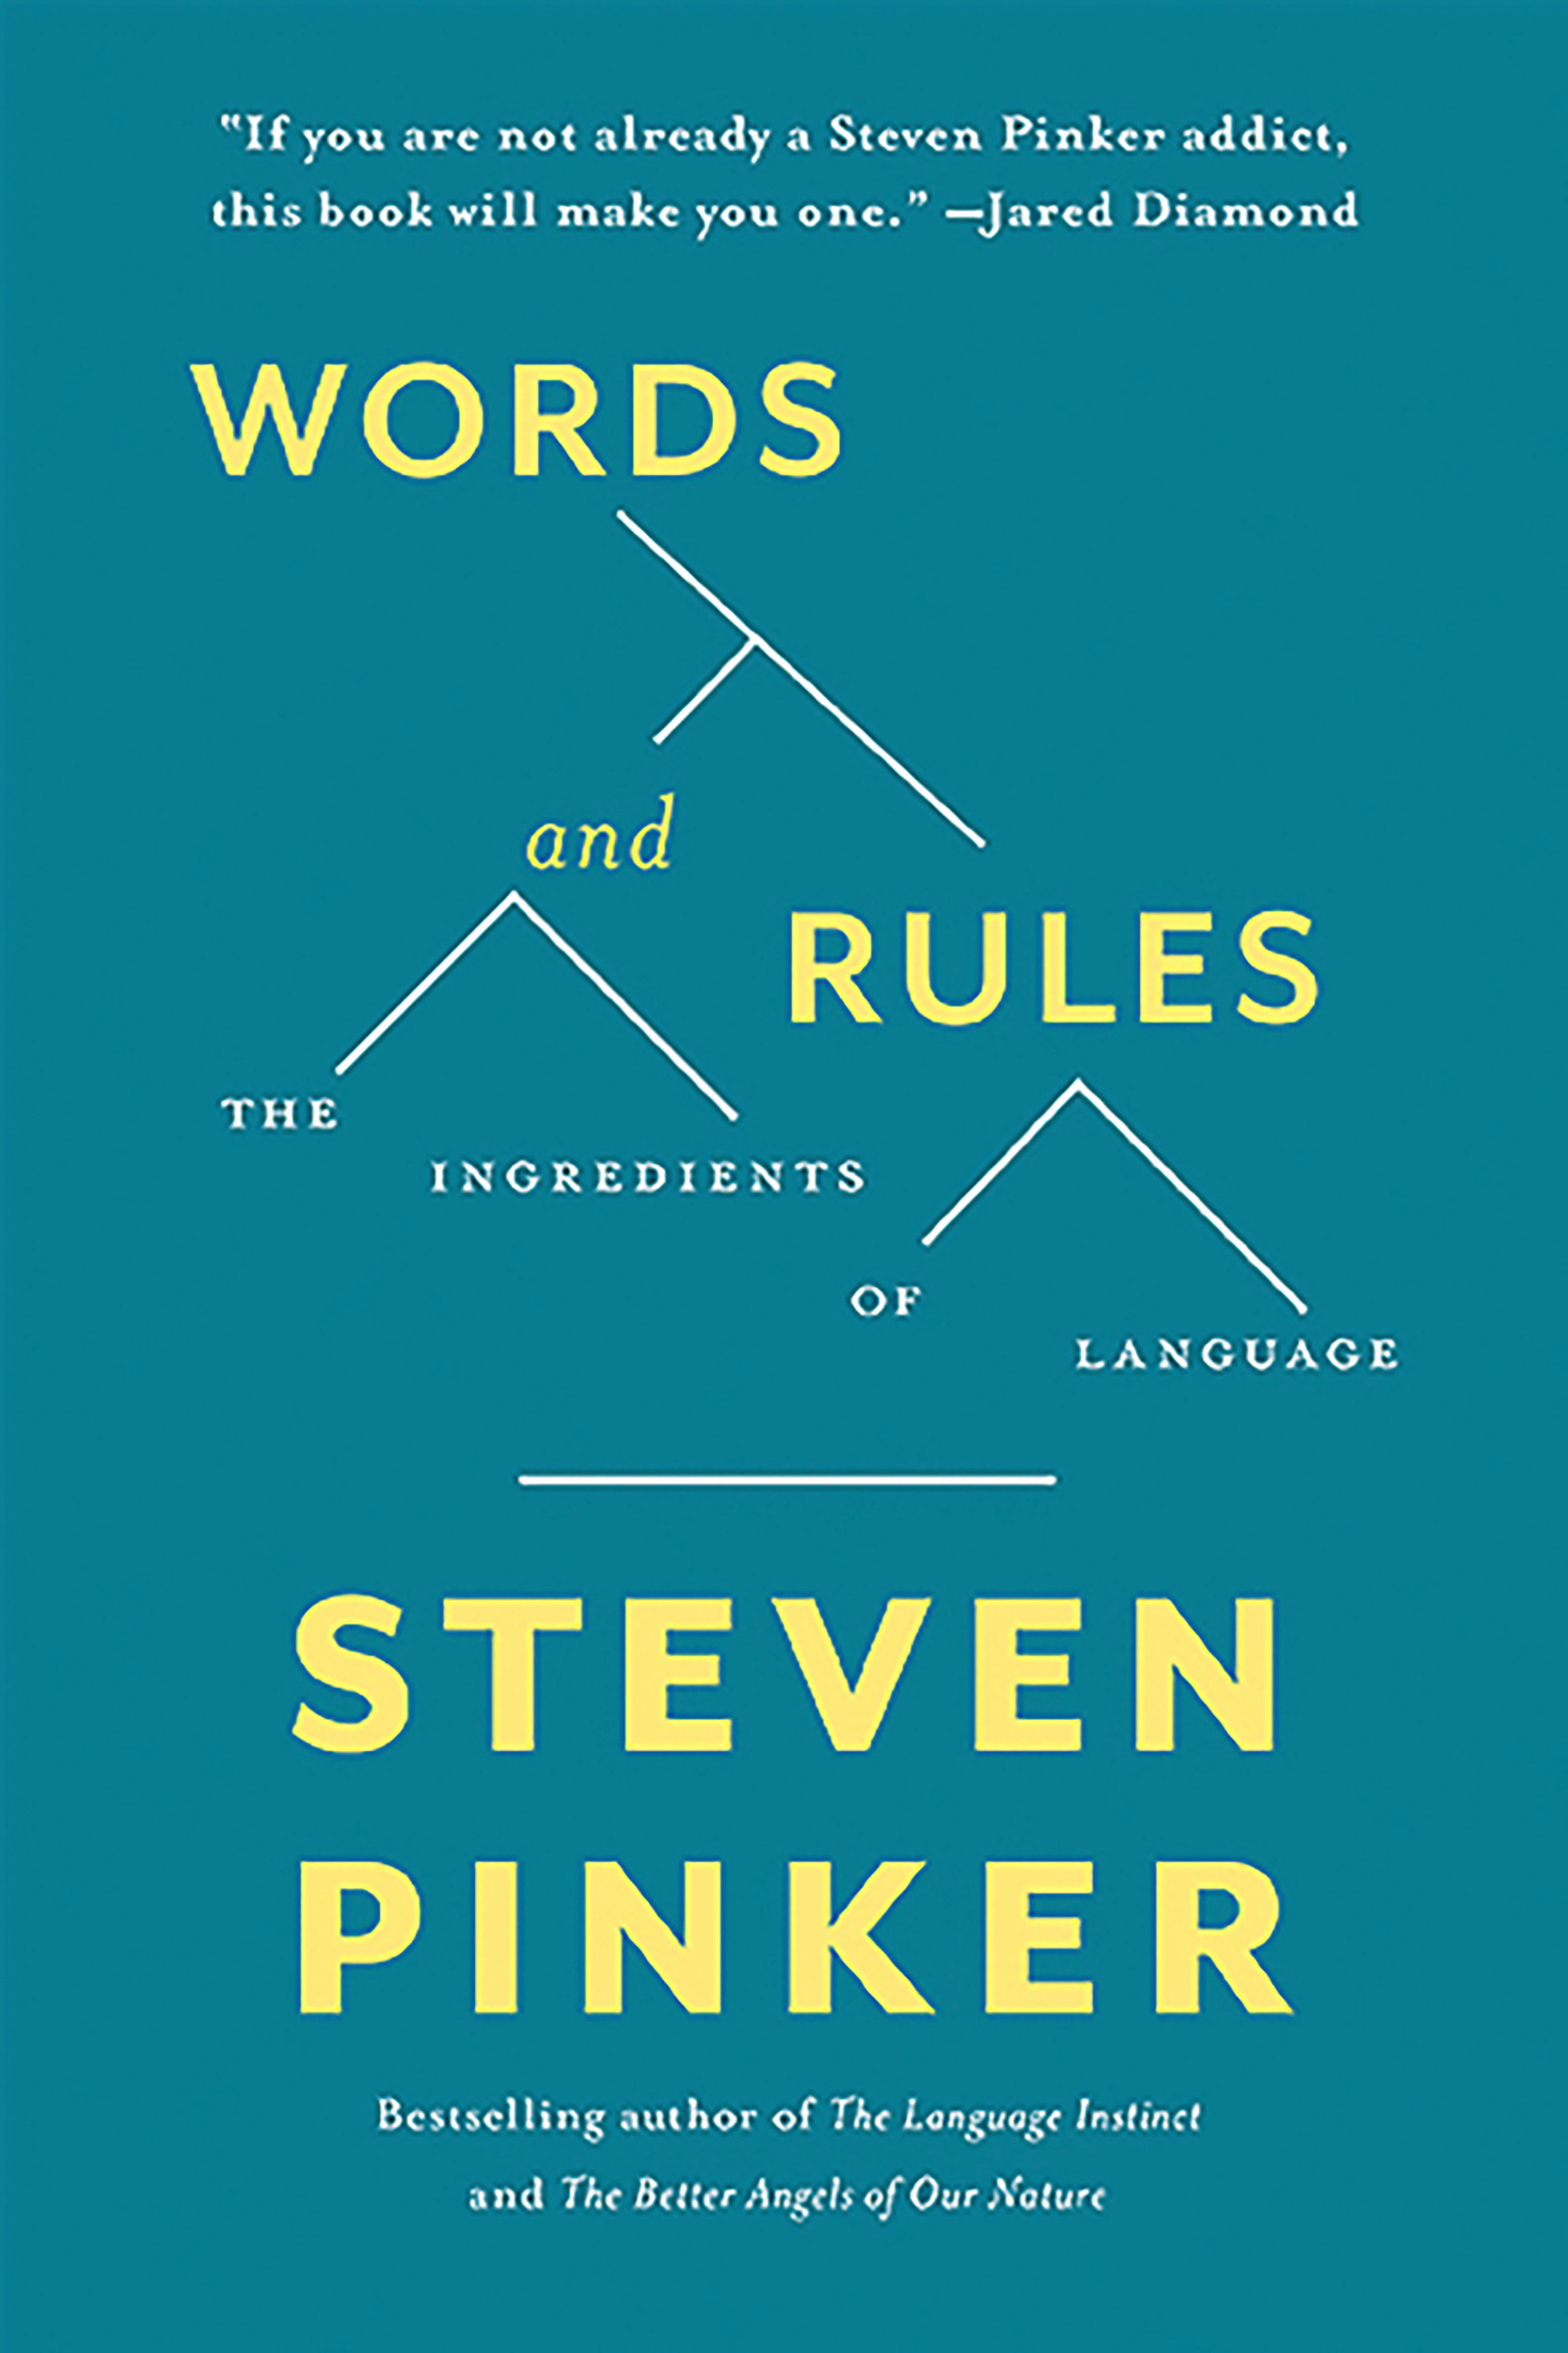 “If you are not already a Steven Pinker addict,
this book will make you one.” —Jared Diamond
WORDS
and
RULES
THE
INGREDIENTS
OF
LANGUAGE
STEVEN
PINKER
Bestselling author of The Language Instinct
and The Better Angels of Our Nature